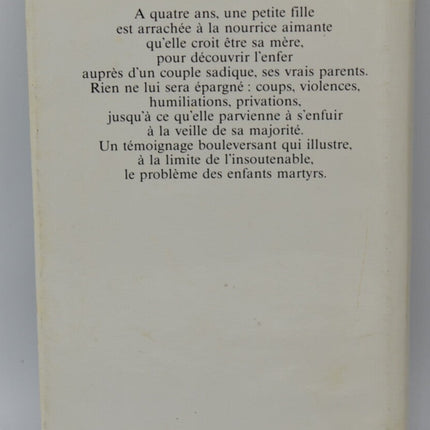 A quatre ans, une petite fille
est arrachée à la nourrice aimante
qu'elle croit être sa mère,
pour découvrir l'enfer
auprès d'un couple sadique, ses vrais parents.
Rien ne lui sera épargné : coups, violences,
humiliations, privations,
jusqu'à ce qu'elle parvienne à s'enfuir
à la veille de sa majorité.
Un témoignage bouleversant qui illustre,
à la limite de l'insoutenable,
le problème des enfants martyrs.